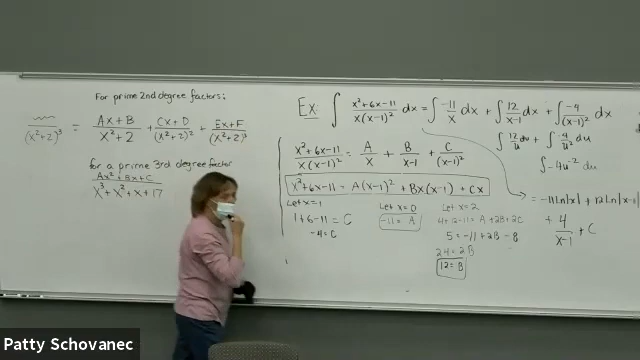 For prime 2nd degree factors:
/(x²+2)³ = Ax+B/x²+2 + Cx+D/(x²+2)² + Ex+F/(x²+2)³
for a prime 3rd degree factor
Ax²+Bx+C/x³+x²+x+17
Ex: ∫ x²+6x-11/x(x-1)² dx = ∫ -11/x dx + ∫ 12/x-1 dx + ∫ -4/(x-1)² dx
∫ 12/u du + ∫ -4/u² du
∫ -4u⁻² du
x²+6x-11/x(x-1)² = A/x + B/x-1 + C/(x-1)²
x²+6x-11 = A(x-1)² + Bx(x-1) + Cx
= -11 ln|x| + 12 ln|x-1|
+ 4/x-1 + C
Let x=1
1+6-11 = C
-4=C
Let x=0
-11 = A
Let x=2
4+12-11 = A+2B+2C
5 = -11+2B-8
24=2B
12=B
Patty Schovanec